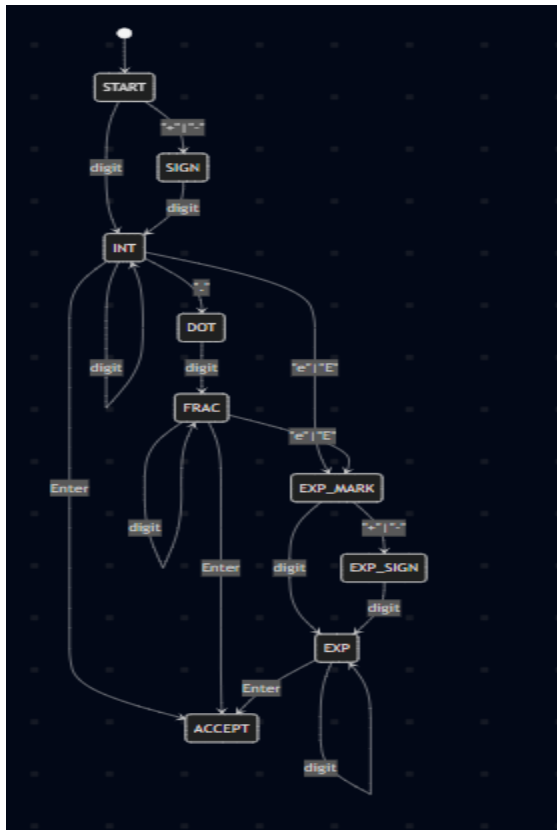 START
"+"|"-"
digit
SIGN
digit
INT
"."
DOT
digit
digit
"e"|"E"
FRAC
"e"|"E"
Enter
EXP_MARK
digit
"+"|"-"
Enter
digit
EXP_SIGN
digit
EXP
Enter
ACCEPT
digit